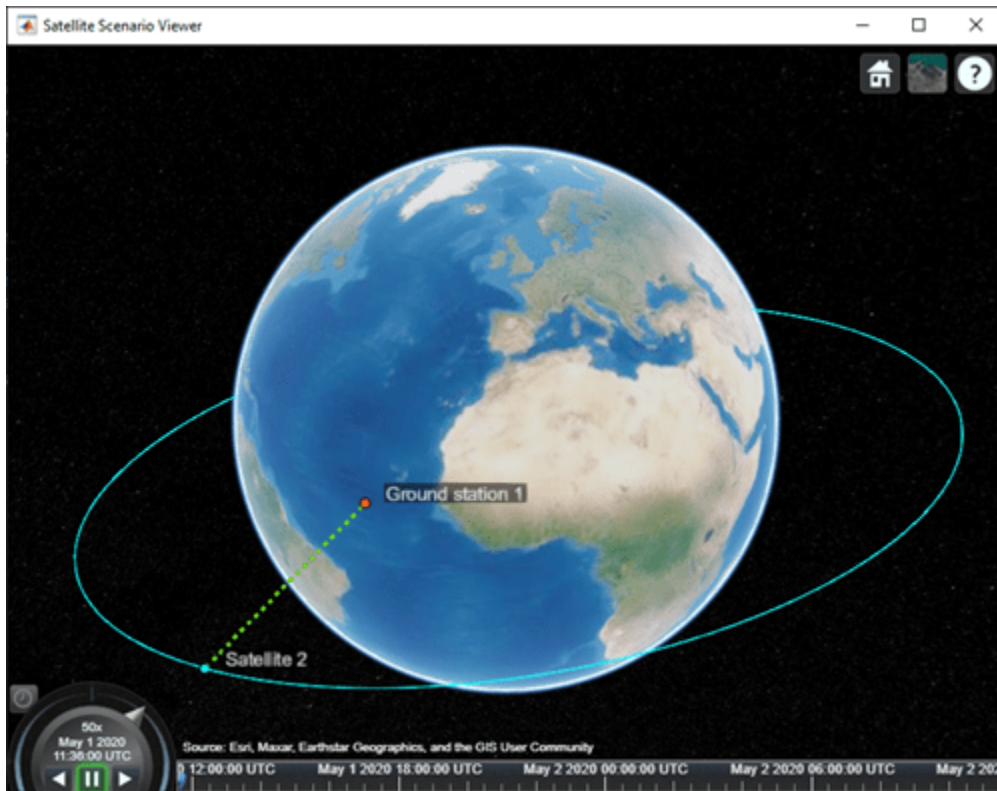 Satellite Scenario Viewer
?
Ground station 1
Satellite 2
50x
May 1 2020
11:36:00 UTC
Source: Esri, Maxar, Earthstar Geographics, and the GIS User Community
0 12:00:00 UTC May 1 2020 18:00:00 UTC May 2 2020 00:00:00 UTC May 2 2020 06:00:00 UTC May 2 202